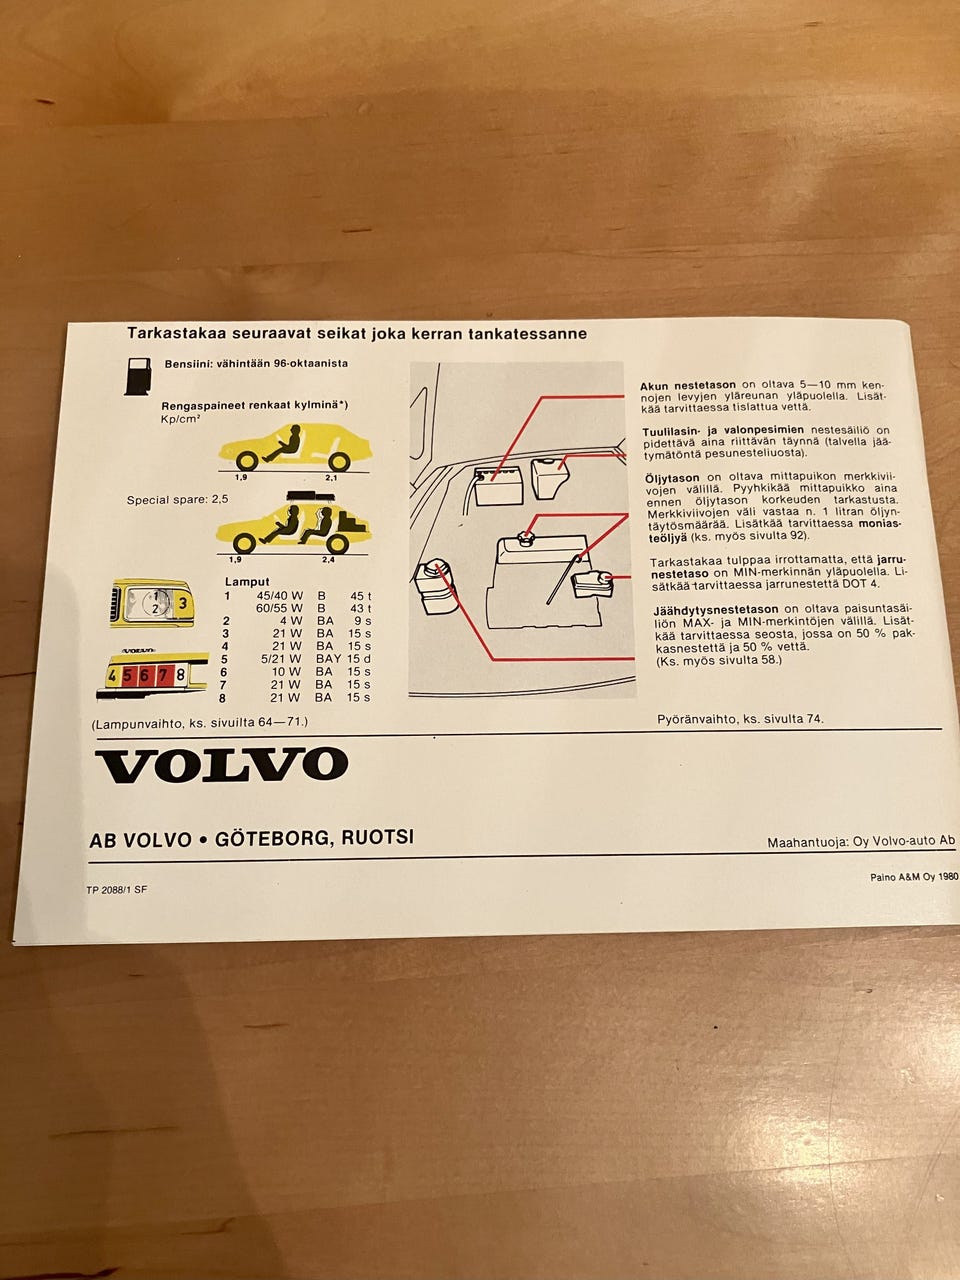 Tarkastakaa seuraavat seikat joka kerran tankatessanne
Bensiini: vähintään 96-oktaanista
Rengaspaineet renkaat kylminä*)
Kp/cm²
1,9 2,1
Special spare: 2,5
1,9 2,4
Lamput
1 45/40 W B 45 t
60/55 W B 43 t
2 4 W BA 9 s
3 21 W BA 15 s
4 21 W BA 15 s
5 5/21 W BAY 15 d
6 10 W BA 15 s
7 21 W BA 15 s
8 21 W BA 15 s
1
2
3
VOLVO
4 5 6 7 8
(Lampunvaihto, ks. sivuilta 64—71.)
Akun nestetason on oltava 5—10 mm ken-
nojen levyjen yläreunan yläpuolella. Lisät-
kää tarvittaessa tislattua vettä.
Tuulilasin- ja valonpesimien nestesäiliö on
pidettävä aina riittävän täynnä (talvella jää-
tymätöntä pesunesteliuosta).
Öljytason on oltava mittapuikon merkkivii-
vojen välillä. Pyyhkikää mittapuikko aina
ennen öljytason korkeuden tarkastusta.
Merkkiviivojen väli vastaa n. 1 litran öljyn-
täytösmäärää. Lisätkää tarvittaessa monias-
teöljyä (ks. myös sivulta 92).
Tarkastakaa tulppaa irrottamatta, että jarru-
nestetaso on MIN-merkinnän yläpuolella. Li-
sätkää tarvittaessa jarrunestettä DOT 4.
Jäähdytysnestetason on oltava paisuntasäi-
liön MAX- ja MIN-merkintöjen välillä. Lisät-
kää tarvittaessa seosta, jossa on 50 % pak-
kasnestettä ja 50 % vettä.
(Ks. myös sivulta 58.)
Pyöränvaihto, ks. sivulta 74.
VOLVO
AB VOLVO • GÖTEBORG, RUOTSI
Maahantuoja: Oy Volvo-auto Ab
TP 2088/1 SF
Paino A&M Oy 1980